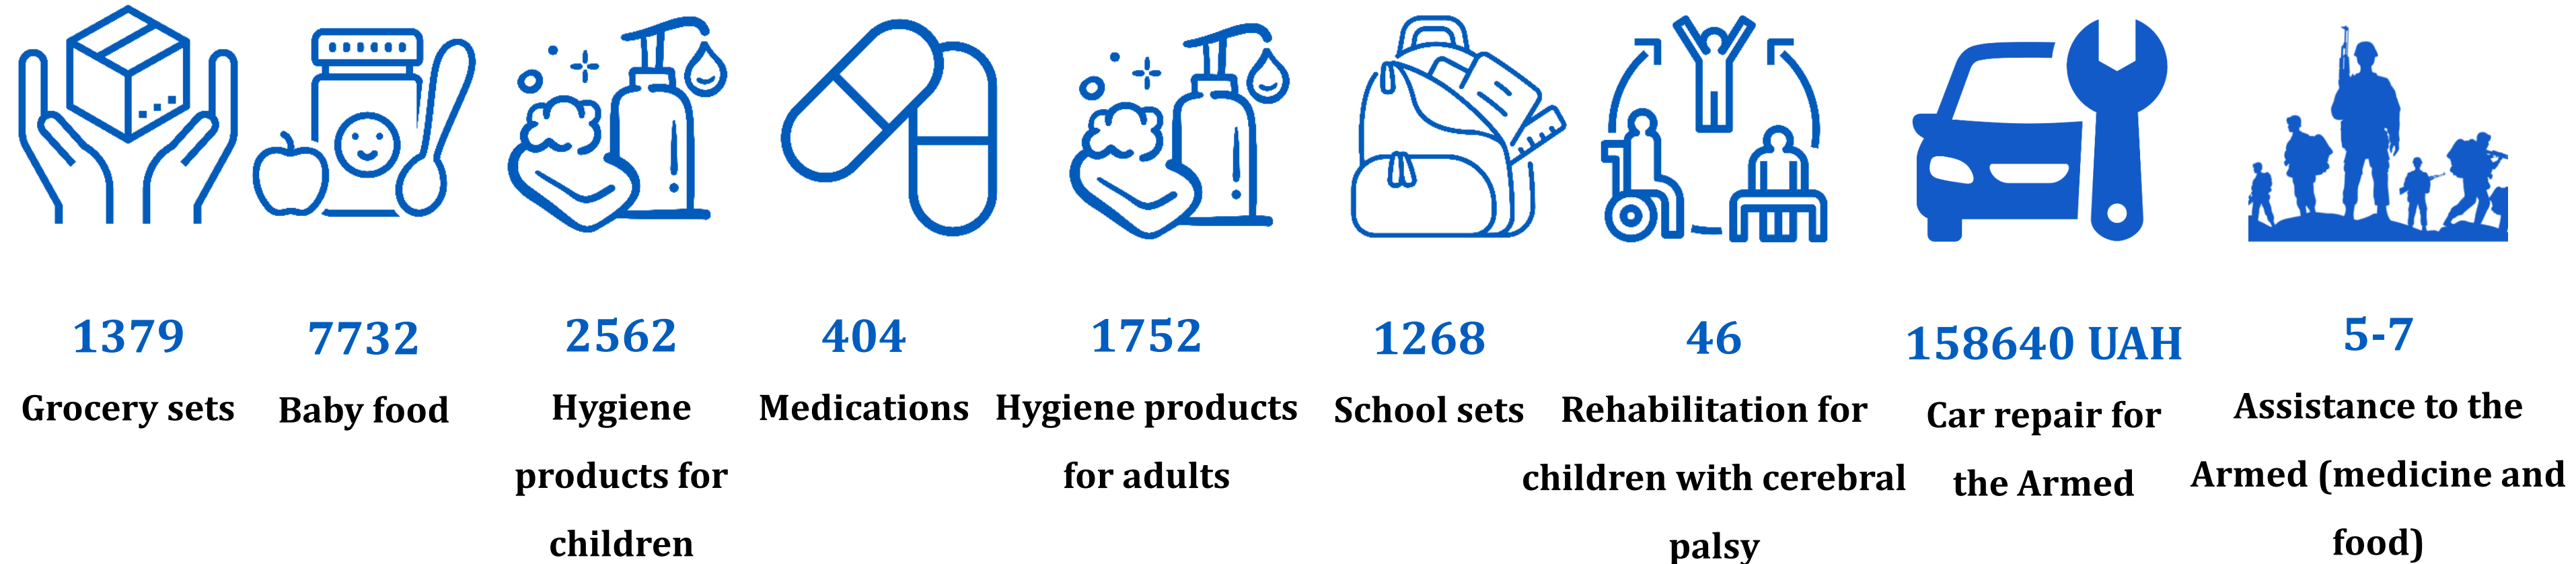 1379
Grocery sets
7732
Baby food
2562
Hygiene
products for
children
404
Medications
1752
Hygiene products
for adults
1268
School sets
46
Rehabilitation for
children with cerebral
palsy
158640 UAH
Car repair for
the Armed
5-7
Assistance to the
Armed (medicine and
food)